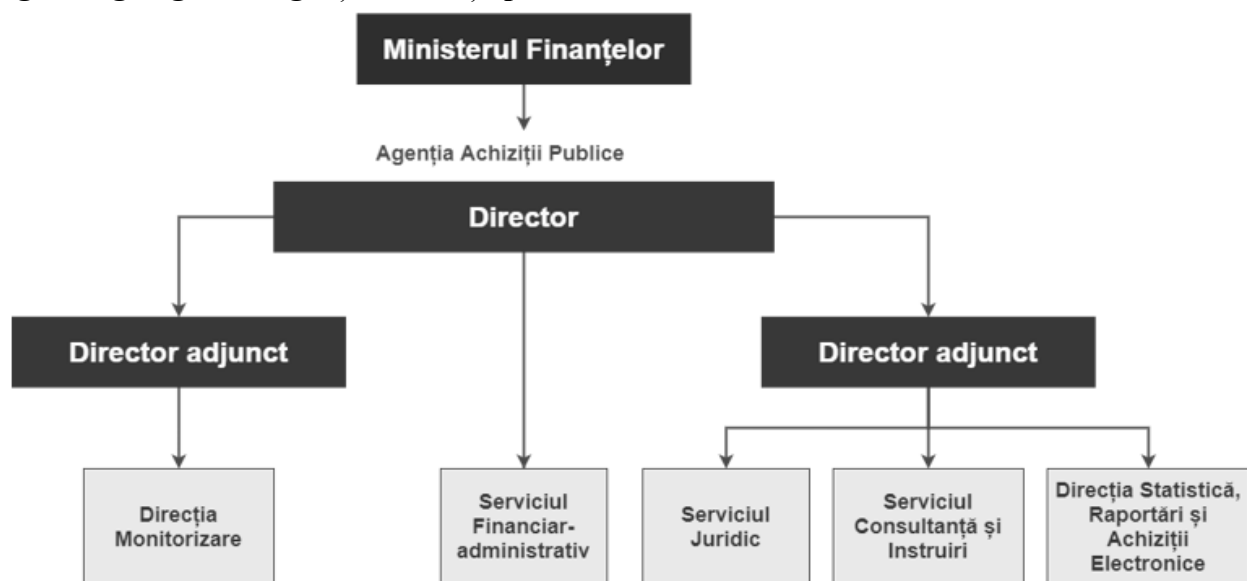 Ministerul Finanțelor
Agenția Achiziții Publice
Director
Director adjunct
Director adjunct
Direcția
Monitorizare
Serviciul
Financiar-
administrativ
Serviciul
Juridic
Serviciul
Consultanță și
Instruiri
Direcția Statistică,
Raportări și
Achiziții
Electronice